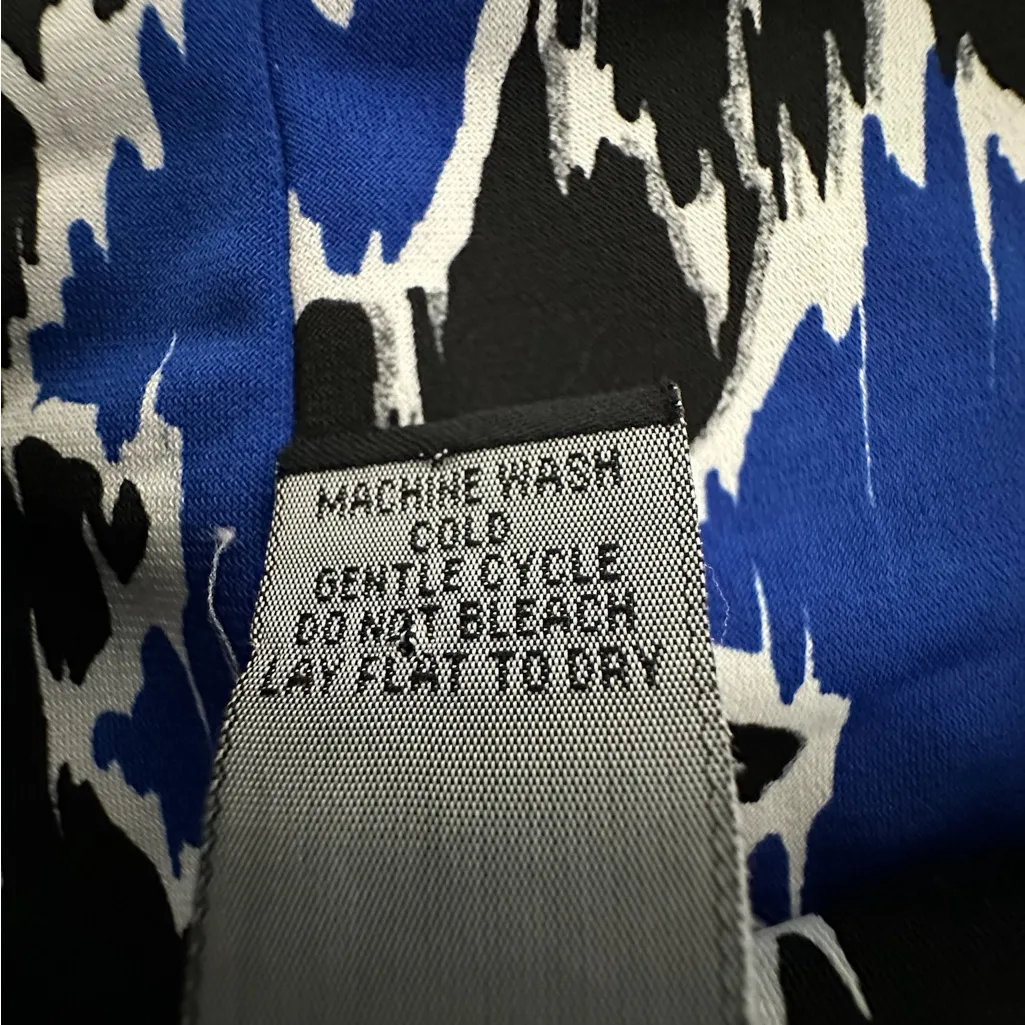 MACHINE WASH
COLD
GENTLE CYCLE
DO NOT BLEACH
LAY FLAT TO DRY